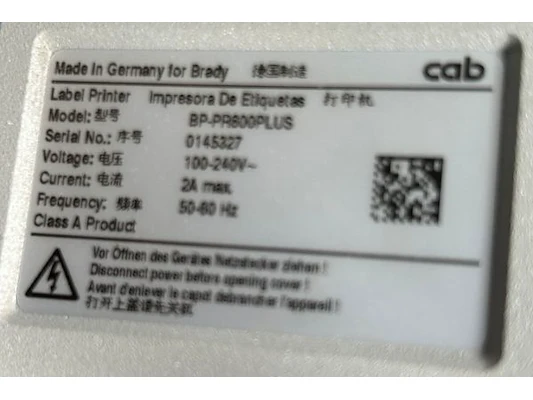 Made In Germany for Brady 德国制造 cab
Label Printer Impresora De Etiquetas 打印机
Model: 型号 BP-PR600PLUS
Serial No.: 序号 0145327
Voltage: 电压 100-240V~
Current: 电流 2A max.
Frequency: 频率 50-60 Hz
Class A Product
Vor Öffnen des Gerätes Netzstecker ziehen !
Disconnect power before opening cover !
Avant d'enlever le capot débrancher l'appareil !
打开上盖请先关机